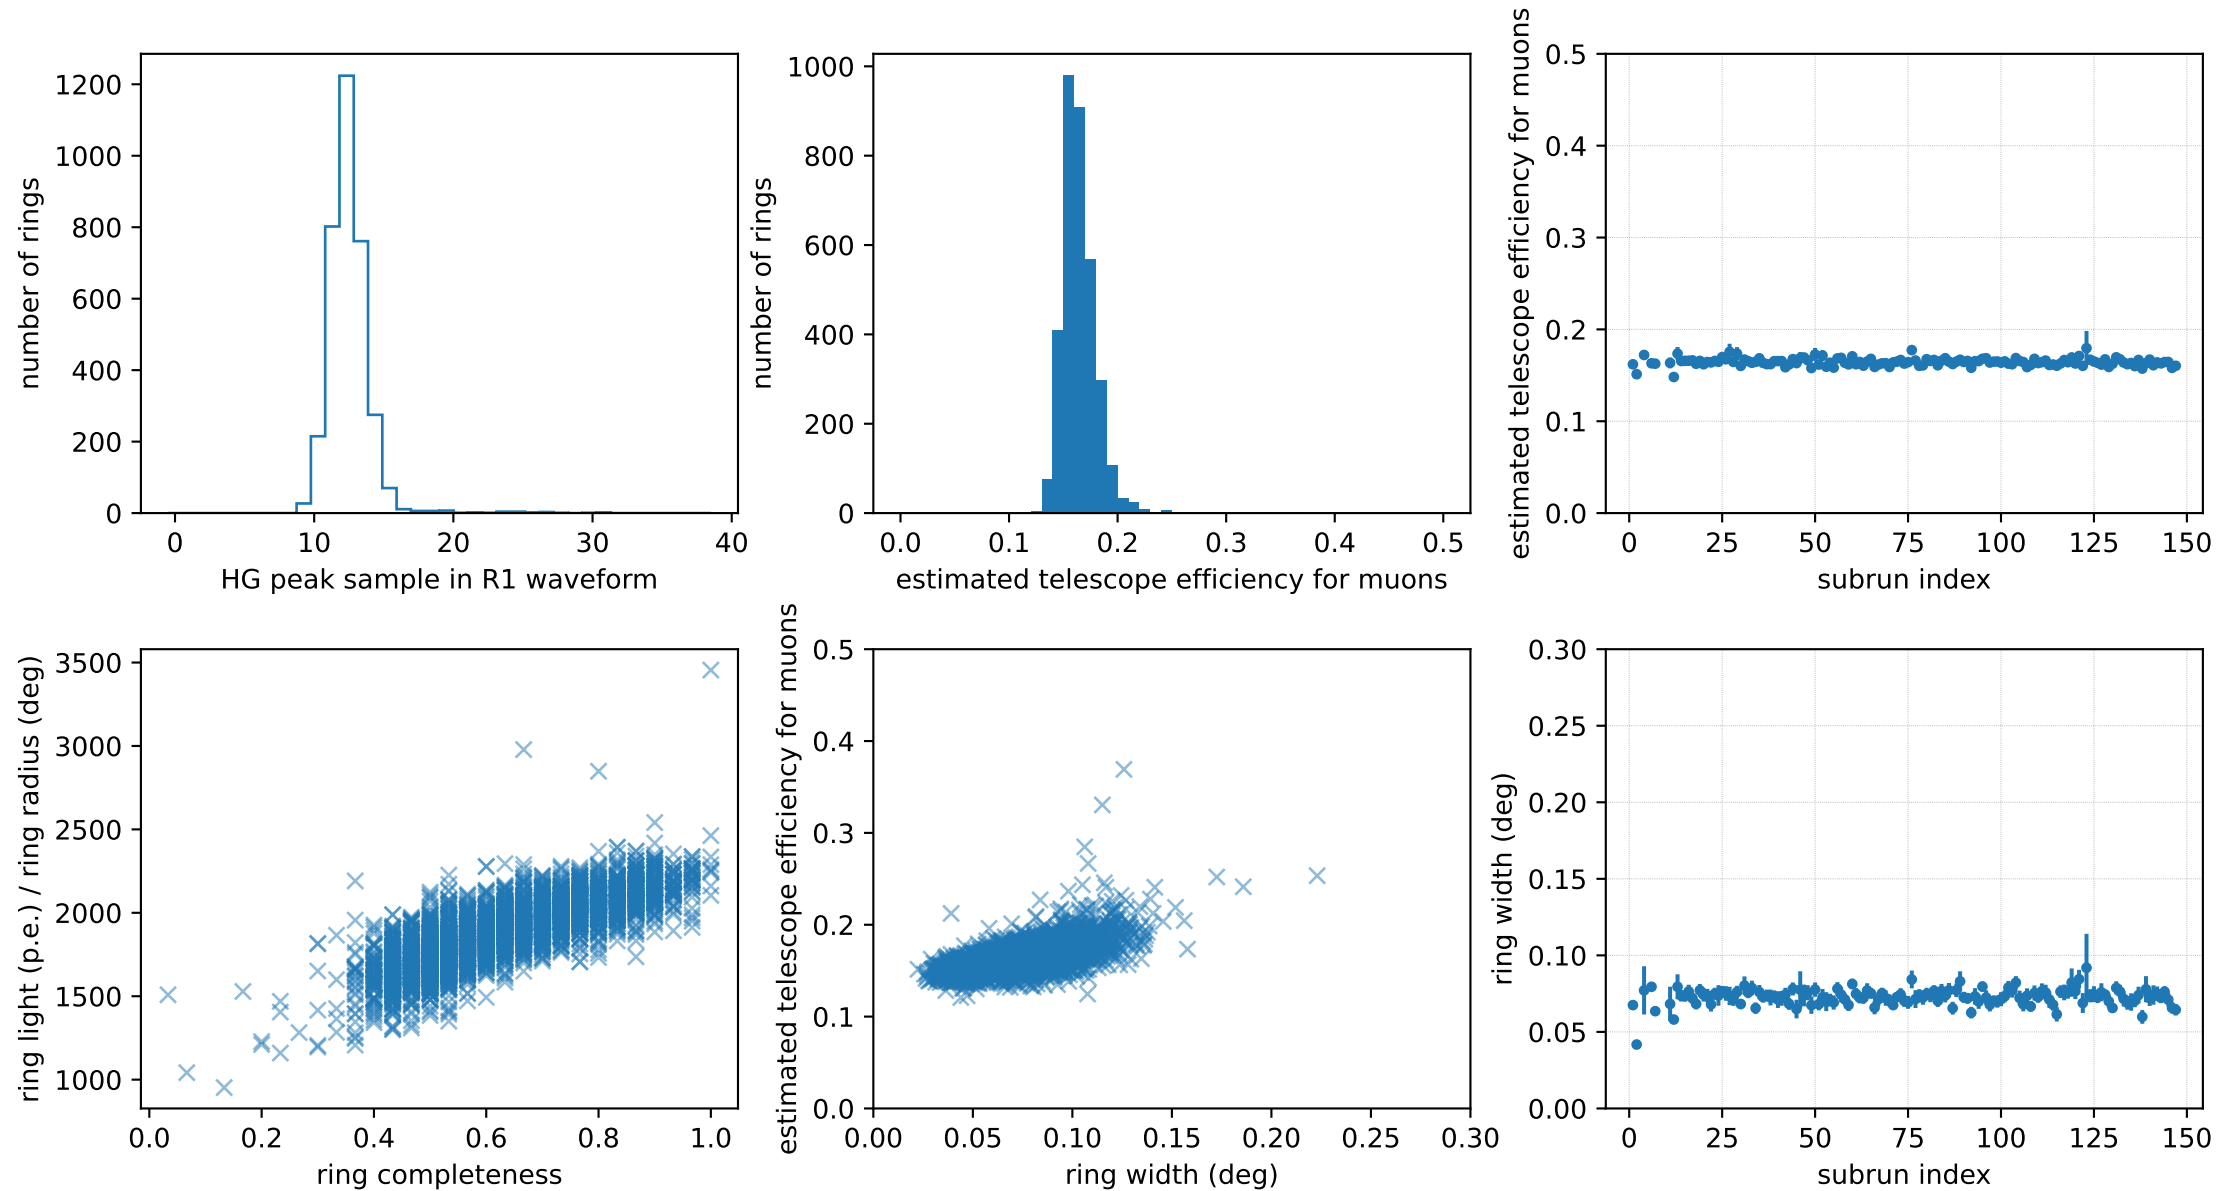 number of rings
1200
1000
800
600
400
200
0
0 10 20 30 40
HG peak sample in R1 waveform
number of rings
1000
800
600
400
200
0
0.0 0.1 0.2 0.3 0.4 0.5
estimated telescope efficiency for muons
estimated telescope efficiency for muons
0.5
0.4
0.3
0.2
0.1
0.0
0 25 50 75 100 125 150
subrun index
ring light (p.e.) / ring radius (deg)
3500
3000
2500
2000
1500
1000
0.0 0.2 0.4 0.6 0.8 1.0
ring completeness
estimated telescope efficiency for muons
0.5
0.4
0.3
0.2
0.1
0.0
0.00 0.05 0.10 0.15 0.20 0.25 0.30
ring width (deg)
ring width (deg)
0.30
0.25
0.20
0.15
0.10
0.05
0.00
0 25 50 75 100 125 150
subrun index